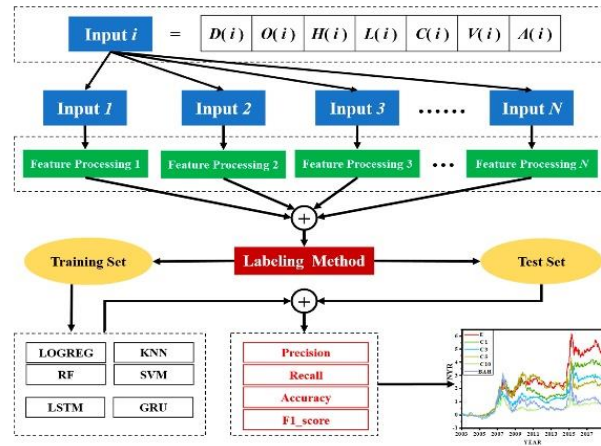 Input i = D(i) O(i) H(i) L(i) C(i) V(i) A(i)
Input 1 Input 2 Input 3 ...... Input N
Feature Processing 1 Feature Processing 2 Feature Processing 3 ... Feature Processing N
+
Training Set Labeling Method Test Set
+
LOGREG KNN
RF SVM
LSTM GRU
Precision
Recall
Accuracy
F1_score
YEAR